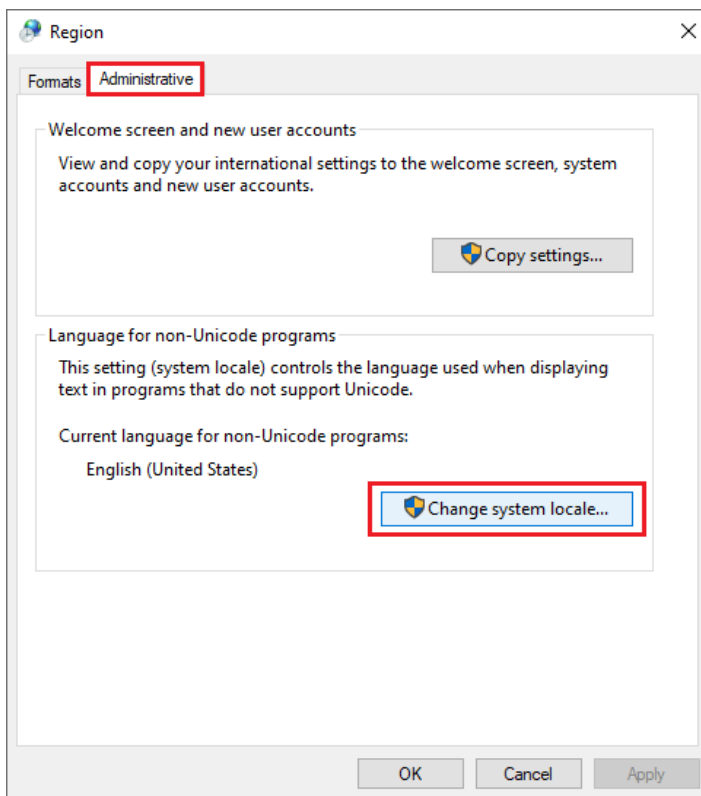 Region
Formats
Administrative
Welcome screen and new user accounts
View and copy your international settings to the welcome screen, system
accounts and new user accounts.
Copy settings...
Language for non-Unicode programs
This setting (system locale) controls the language used when displaying
text in programs that do not support Unicode.
Current language for non-Unicode programs:
English (United States)
Change system locale...
OK
Cancel
Apply